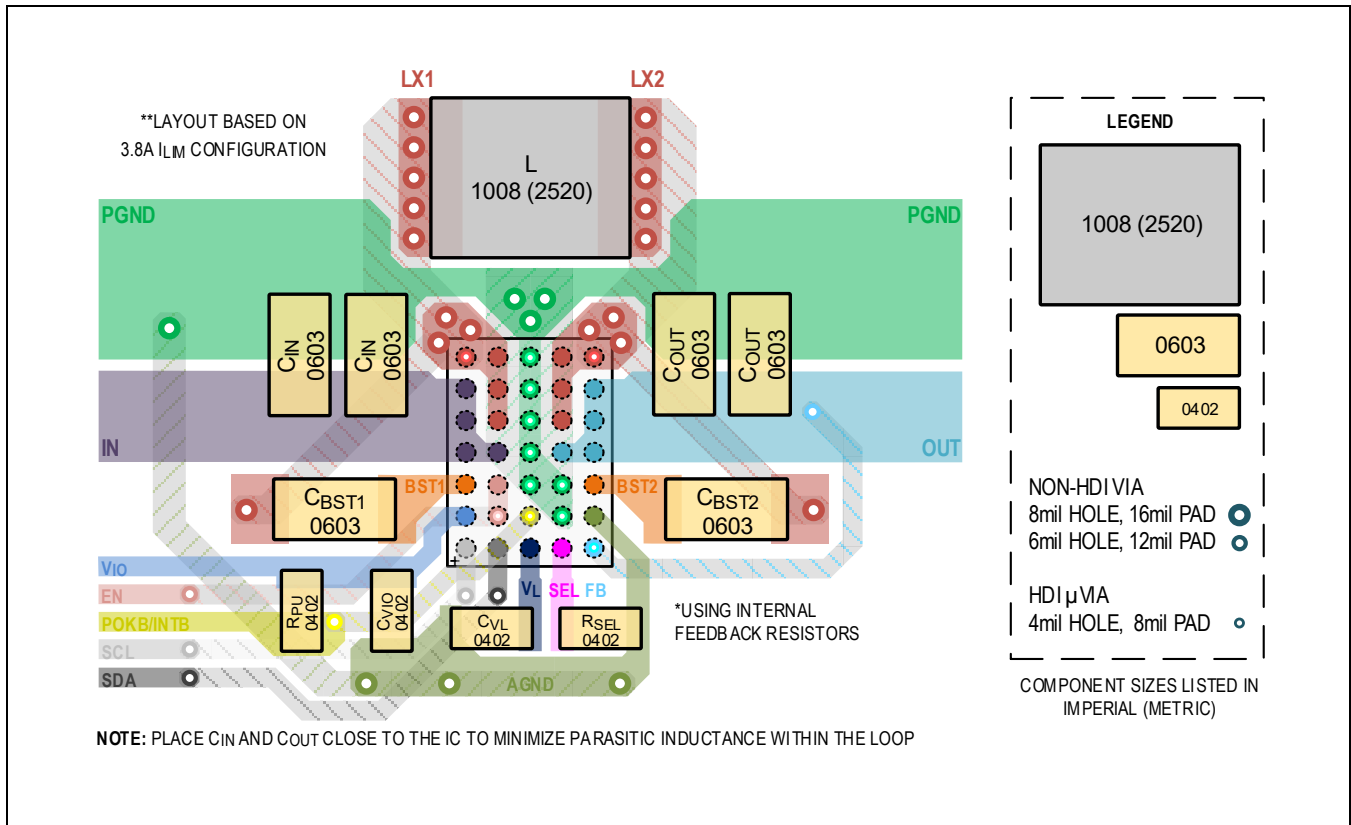 LX1
LX2
**LAYOUT BASED ON
3.8A ILIM CONFIGURATION
L
1008 (2520)
PGND
PGND
CIN
0603
CIN
0603
COUT
0603
COUT
0603
IN
OUT
BST1
BST2
CBST1
0603
CBST2
0603
VIO
EN
POKB/INTB
SCL
SDA
RPU
0402
CVIO
0402
+
VL
SEL
FB
CVL
0402
RSEL
0402
*USING INTERNAL
FEEDBACK RESISTORS
AGND
NOTE: PLACE CIN AND COUT CLOSE TO THE IC TO MINIMIZE PARASITIC INDUCTANCE WITHIN THE LOOP
LEGEND
1008 (2520)
0603
0402
NON-HDI VIA
8mil HOLE, 16mil PAD
6mil HOLE, 12mil PAD
HDI µVIA
4mil HOLE, 8mil PAD
COMPONENT SIZES LISTED IN
IMPERIAL (METRIC)